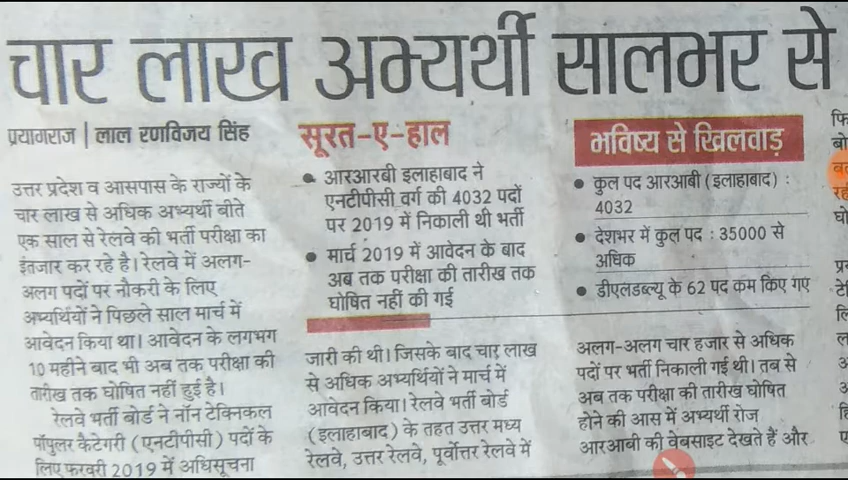 चार लाख अभ्यर्थी सालभर से
प्रयागराज | लाल रणविजय सिंह
उत्तर प्रदेश व आसपास के राज्यों के
चार लाख से अधिक अभ्यर्थी बीते
एक साल से रेलवे की भर्ती परीक्षा का
इंतजार कर रहे है। रेलवे में अलग-
अलग पदों पर नौकरी के लिए
अभ्यर्थियों ने पिछले साल मार्च में
आवेदन किया था। आवेदन के लगभग
10 महीने बाद भी अब तक परीक्षा की
तारीख तक घोषित नहीं हुई है।
रेलवे भर्ती बोर्ड ने नॉन टेक्निकल
पॉपुलर कैटेगरी (एनटीपीसी) पदों के
लिए फरवरी 2019 में अधिसूचना
सूरत-ए-हाल
• आरआरबी इलाहाबाद ने
एनटीपीसी वर्ग की 4032 पदों
पर 2019 में निकाली थी भर्ती
• मार्च 2019 में आवेदन के बाद
अब तक परीक्षा की तारीख तक
घोषित नहीं की गई
जारी की थी। जिसके बाद चार लाख
से अधिक अभ्यर्थियों ने मार्च में
आवेदन किया। रेलवे भर्ती बोर्ड
(इलाहाबाद) के तहत उत्तर मध्य
रेलवे, उत्तर रेलवे, पूर्वोत्तर रेलवे में
भविष्य से खिलवाड़
• कुल पद आरआबी (इलाहाबाद) :
4032
• देशभर में कुल पद : 35000 से
अधिक
• डीएलडब्ल्यू के 62 पद कम किए गए
अलग-अलग चार हजार से अधिक
पदों पर भर्ती निकाली गई थी। तब से
अब तक परीक्षा की तारीख घोषित
होने की आस में अभ्यर्थी रोज
आरआबी की वेबसाइट देखते हैं और